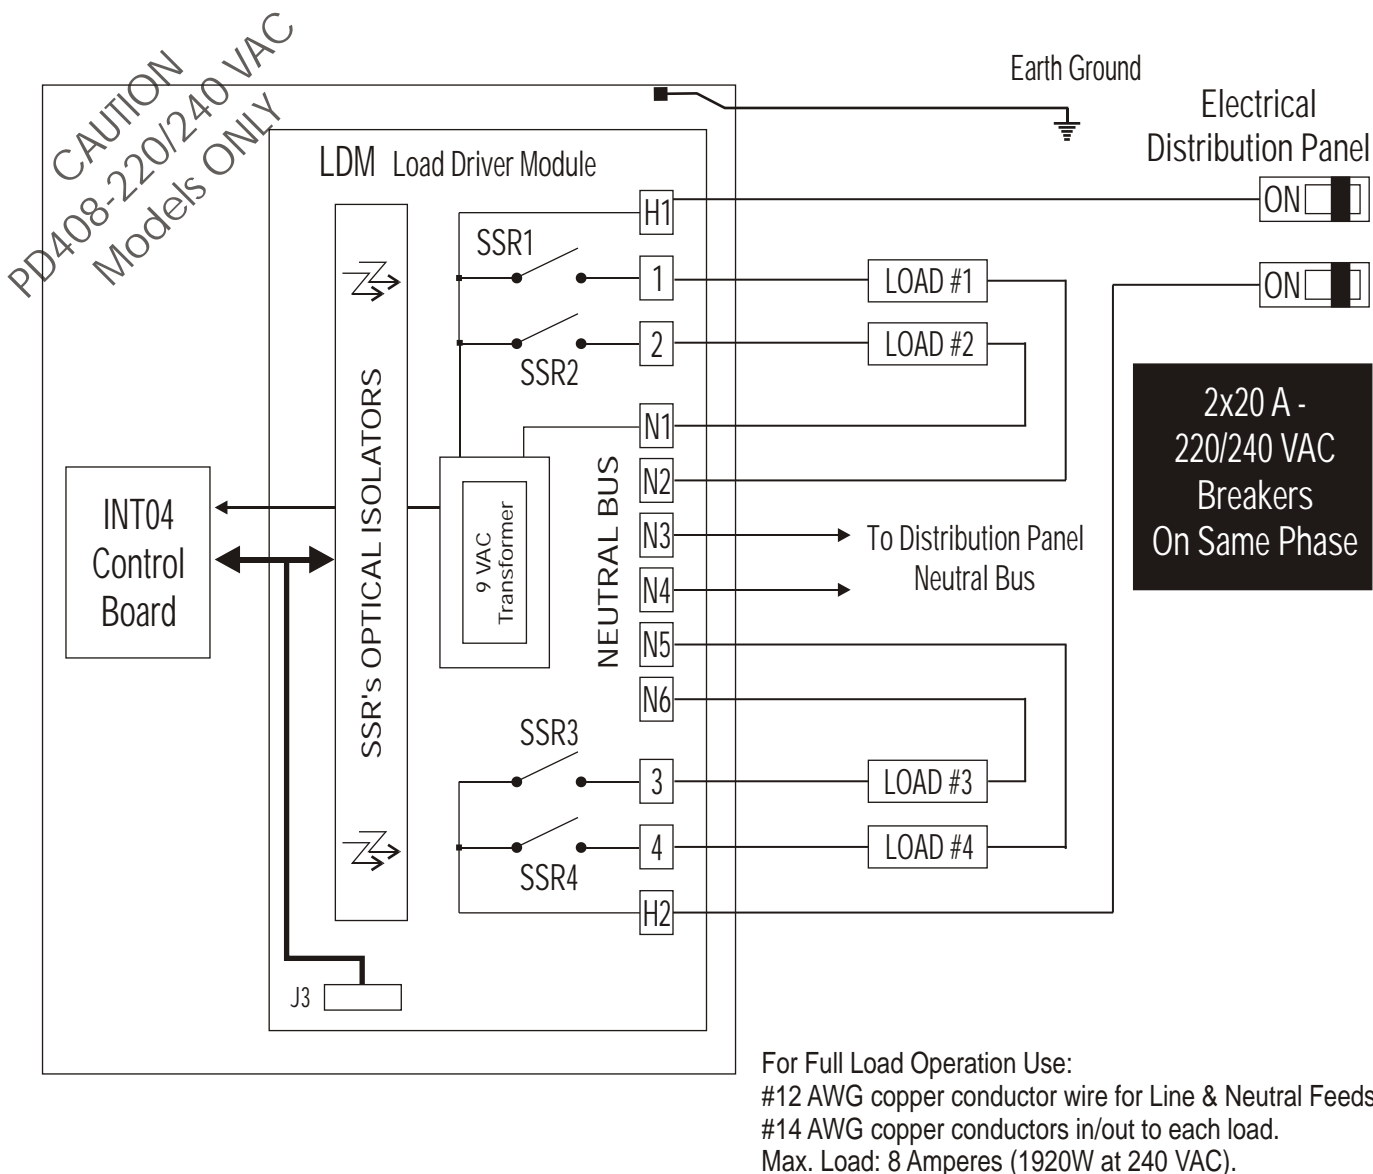 CAUTION
PD408-220/240 VAC
Models ONLY
Earth Ground
Electrical
Distribution Panel
LDM Load Driver Module
H1
ON
SSR1
1
LOAD #1
ON
2
LOAD #2
SSR2
2x20 A -
220/240 VAC
Breakers
On Same Phase
SSR's OPTICAL ISOLATORS
N1
NEUTRAL BUS
N2
INT04
Control
Board
9 VAC
Transformer
N3
To Distribution Panel
Neutral Bus
N4
N5
N6
SSR3
3
LOAD #3
4
LOAD #4
SSR4
H2
J3
For Full Load Operation Use:
#12 AWG copper conductor wire for Line & Neutral Feeds
#14 AWG copper conductors in/out to each load.
Max. Load: 8 Amperes (1920W at 240 VAC).